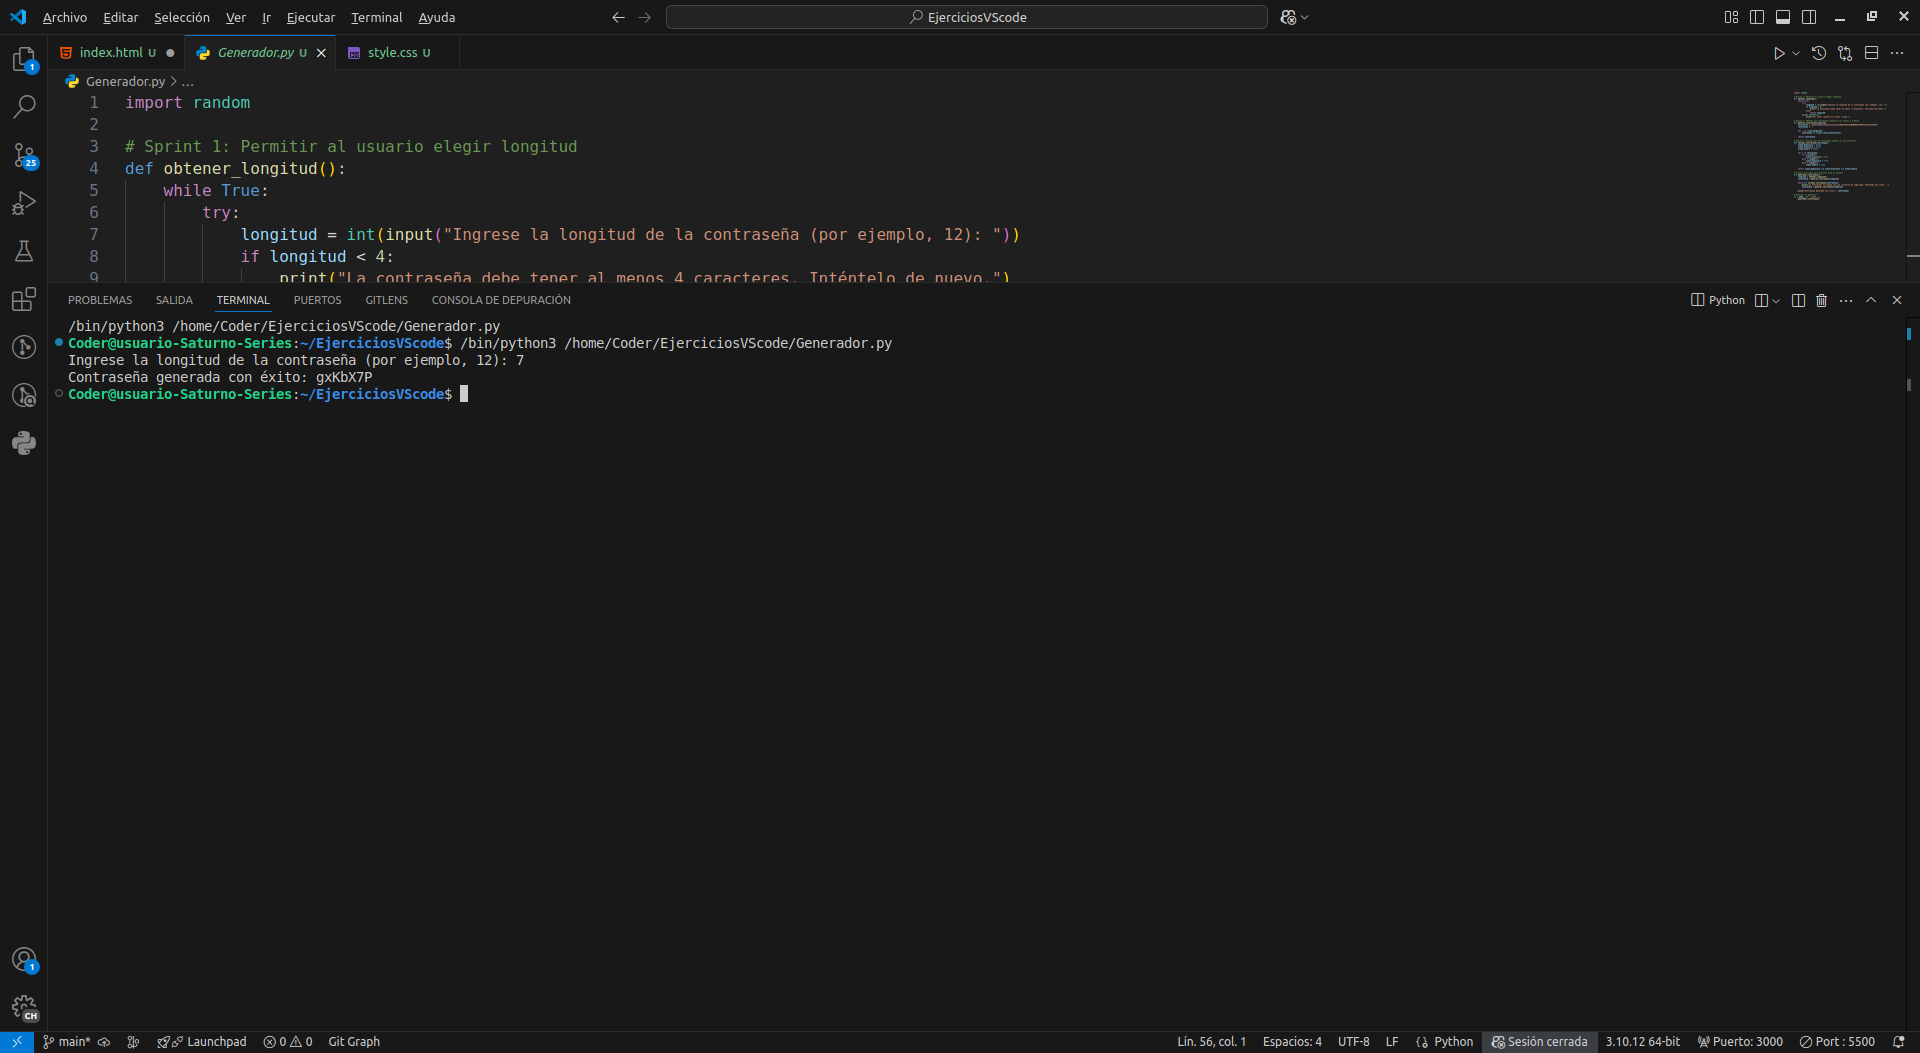 Archivo Editar Selección Ver Ir Ejecutar Terminal Ayuda EjerciciosVScode
index.html U Generador.py U style.css U
Generador.py > ...
1 import random
2
3 # Sprint 1: Permitir al usuario elegir longitud
4 def obtener_longitud():
5 while True:
6 try:
7 longitud = int(input("Ingrese la longitud de la contraseña (por ejemplo, 12): "))
8 if longitud < 4:
9 print("La contraseña debe tener al menos 4 caracteres. Inténtelo de nuevo.")
PROBLEMAS SALIDA TERMINAL PUERTOS GITLENS CONSOLA DE DEPURACIÓN Python
/bin/python3 /home/Coder/EjerciciosVScode/Generador.py
Coder@usuario-Saturno-Series:~/EjerciciosVScode$ /bin/python3 /home/Coder/EjerciciosVScode/Generador.py
Ingrese la longitud de la contraseña (por ejemplo, 12): 7
Contraseña generada con éxito: gxKbX7P
Coder@usuario-Saturno-Series:~/EjerciciosVScode$
1
25
1
CH
main* Launchpad 0 0 Git Graph Lín. 56, col. 1 Espacios: 4 UTF-8 LF Python Sesión cerrada 3.10.12 64-bit Puerto: 3000 Port : 5500